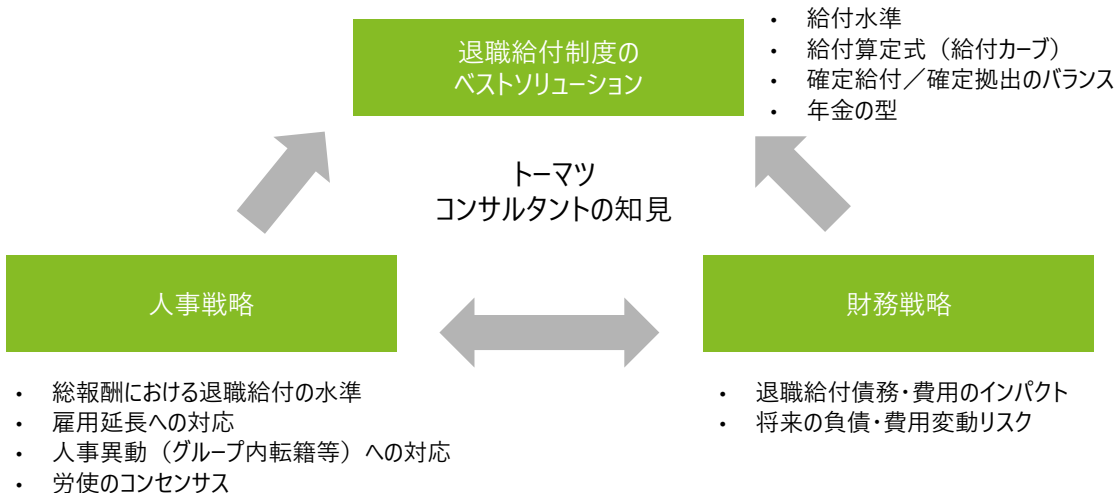 退職給付制度の
ベストソリューション
・ 給付水準
・ 給付算定式（給付カーブ）
・ 確定給付／確定拠出のバランス
・ 年金の型
トーマツ
コンサルタントの知見
人事戦略
・ 総報酬における退職給付の水準
・ 雇用延長への対応
・ 人事異動（グループ内転籍等）への対応
・ 労使のコンセンサス
財務戦略
・ 退職給付債務・費用のインパクト
・ 将来の負債・費用変動リスク